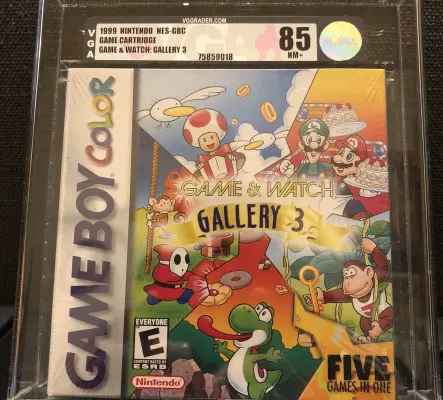 VGGRADER.COM
VGA
1999 NINTENDO NES-GBC
GAME CARTRIDGE
GAME & WATCH: GALLERY 3
75859018
85
NM+
GAME BOY COLOR
GAME & WATCH
GALLERY 3
EVERYONE
E
CONTENT RATED BY
ESRB
Nintendo
FIVE
GAMES IN ONE